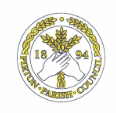 18 94
PIRTON · PARISH · COUNCIL